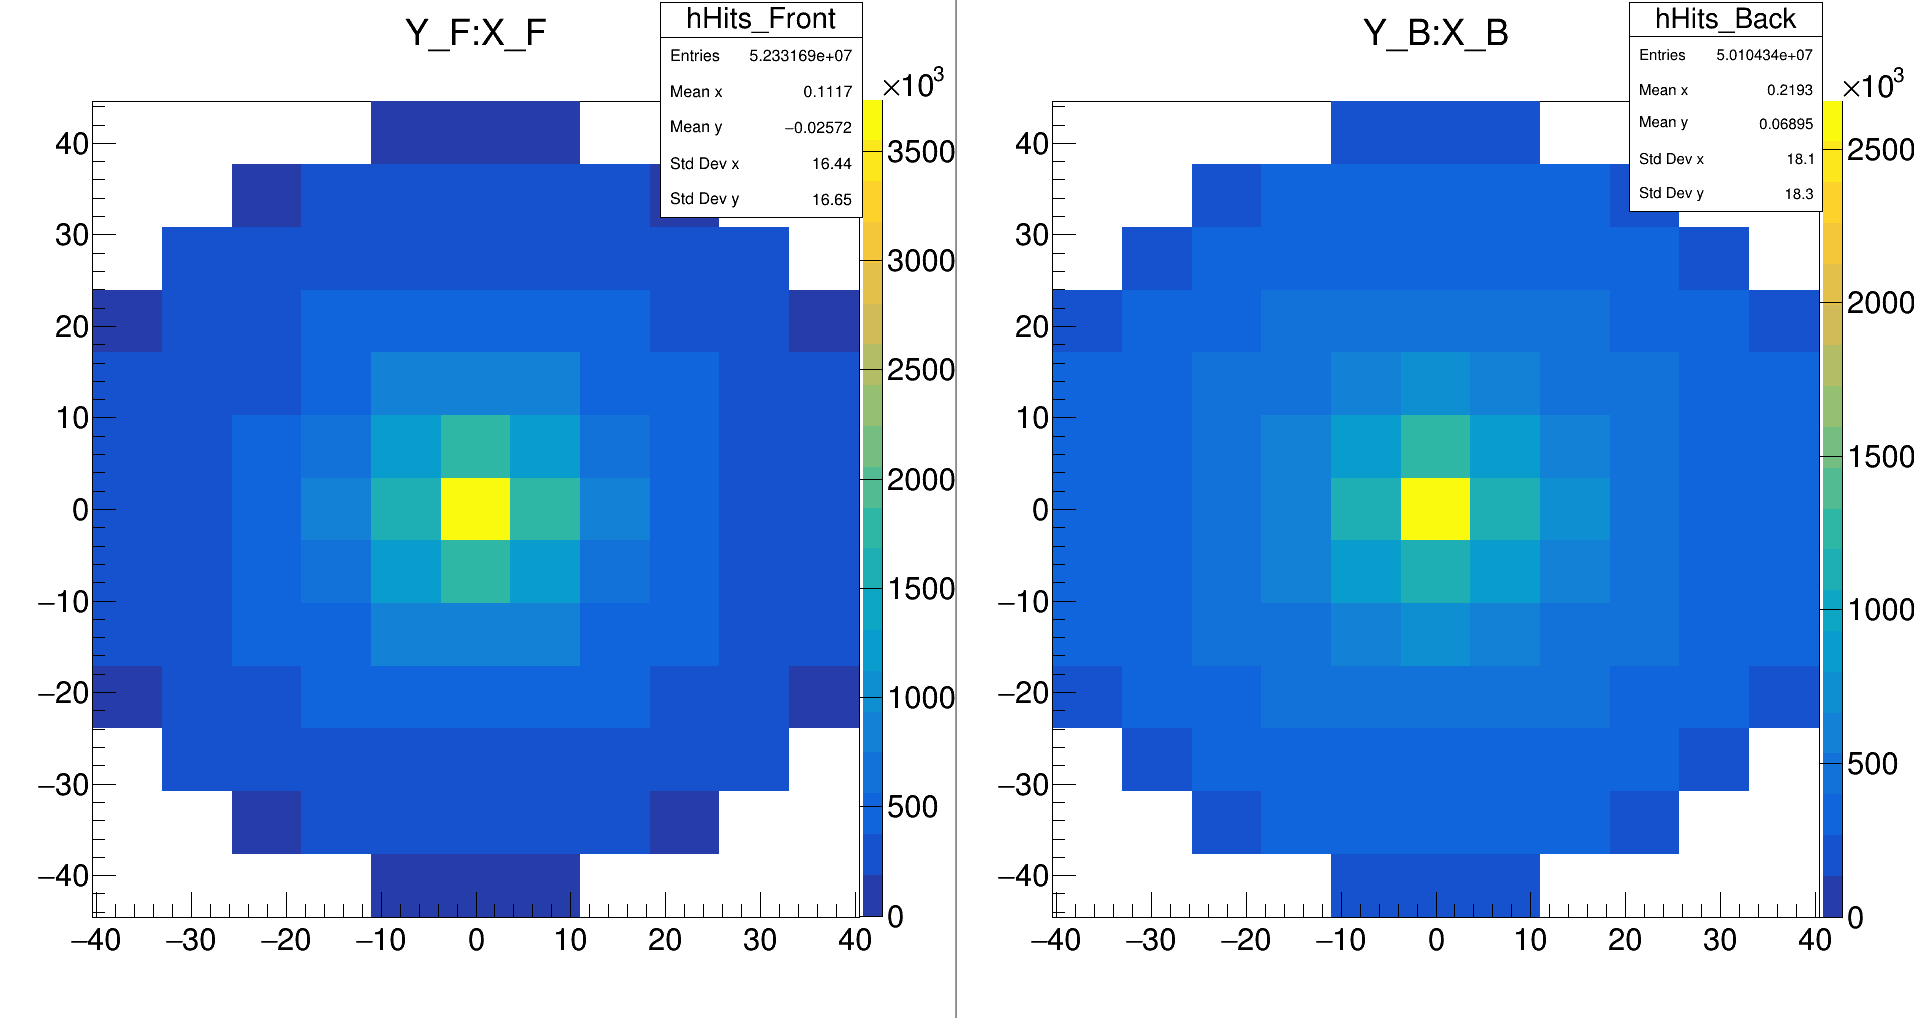 Y_F:X_F
hHits_Front
Entries 5.233169e+07
Mean x 0.1117
Mean y −0.02572
Std Dev x 16.44
Std Dev y 16.65
×10³
3500
3000
2500
2000
1500
1000
500
0
40
30
20
10
0
−10
−20
−30
−40
−40 −30 −20 −10 0 10 20 30 40
Y_B:X_B
hHits_Back
Entries 5.010434e+07
Mean x 0.2193
Mean y 0.06895
Std Dev x 18.1
Std Dev y 18.3
×10³
2500
2000
1500
1000
500
0
40
30
20
10
0
−10
−20
−30
−40
−40 −30 −20 −10 0 10 20 30 40